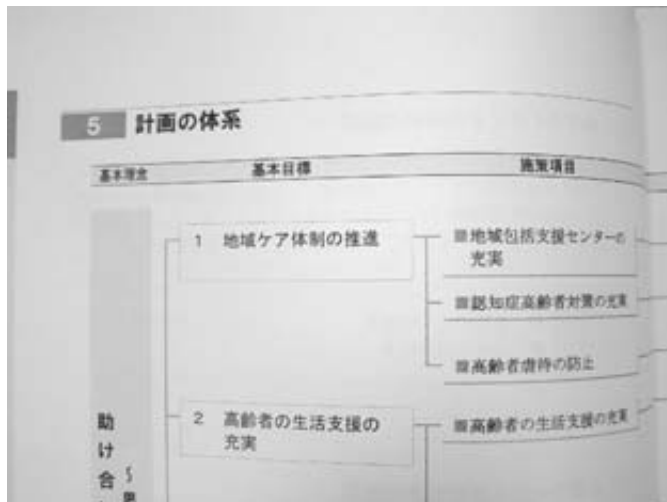 5 計画の体系
基本理念 基本目標 施策項目
1 地域ケア体制の推進
■地域包括支援センターの
充実
■認知症高齢者対策の充実
■高齢者虐待の防止
2 高齢者の生活支援の
充実
■高齢者の生活支援の充実
助け合
～